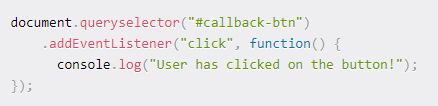 document.queryselector("#callback-btn")
    .addEventListener("click", function() {
      console.log("User has clicked on the button!");
});